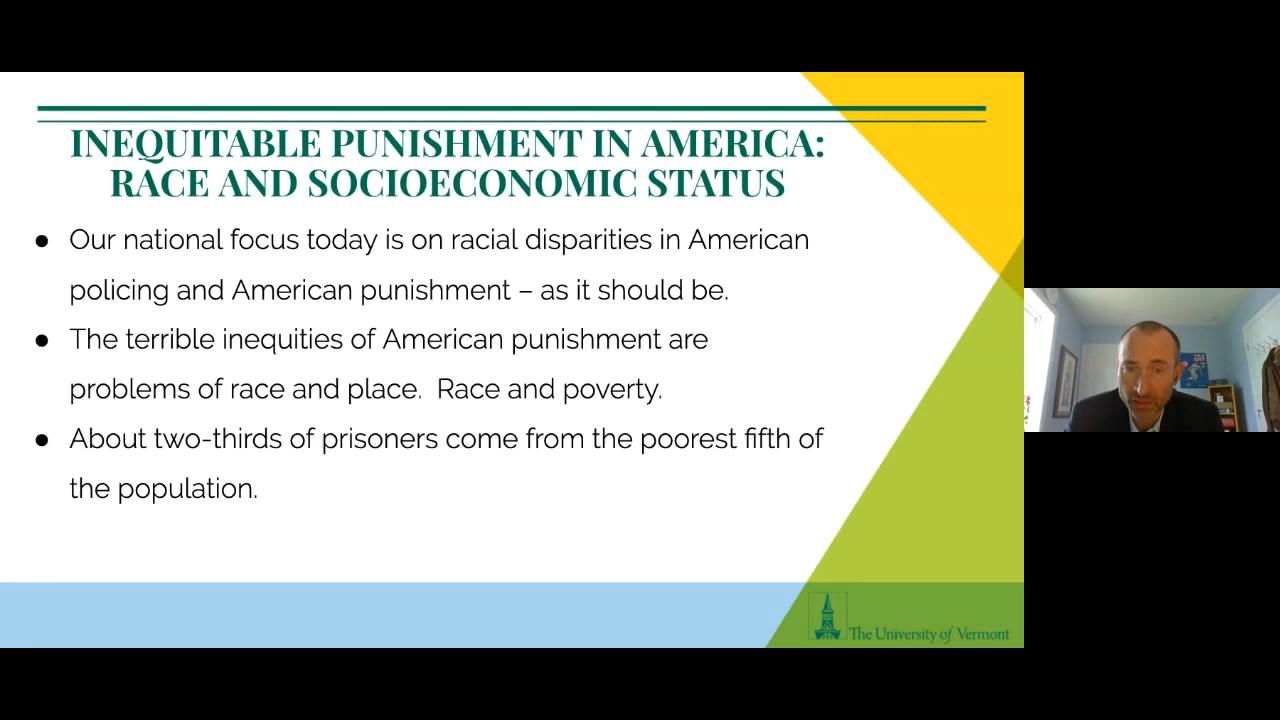 INEQUITABLE PUNISHMENT IN AMERICA:
RACE AND SOCIOECONOMIC STATUS
● Our national focus today is on racial disparities in American
policing and American punishment – as it should be.
● The terrible inequities of American punishment are
problems of race and place.  Race and poverty.
● About two-thirds of prisoners come from the poorest fifth of
the population.
The University of Vermont